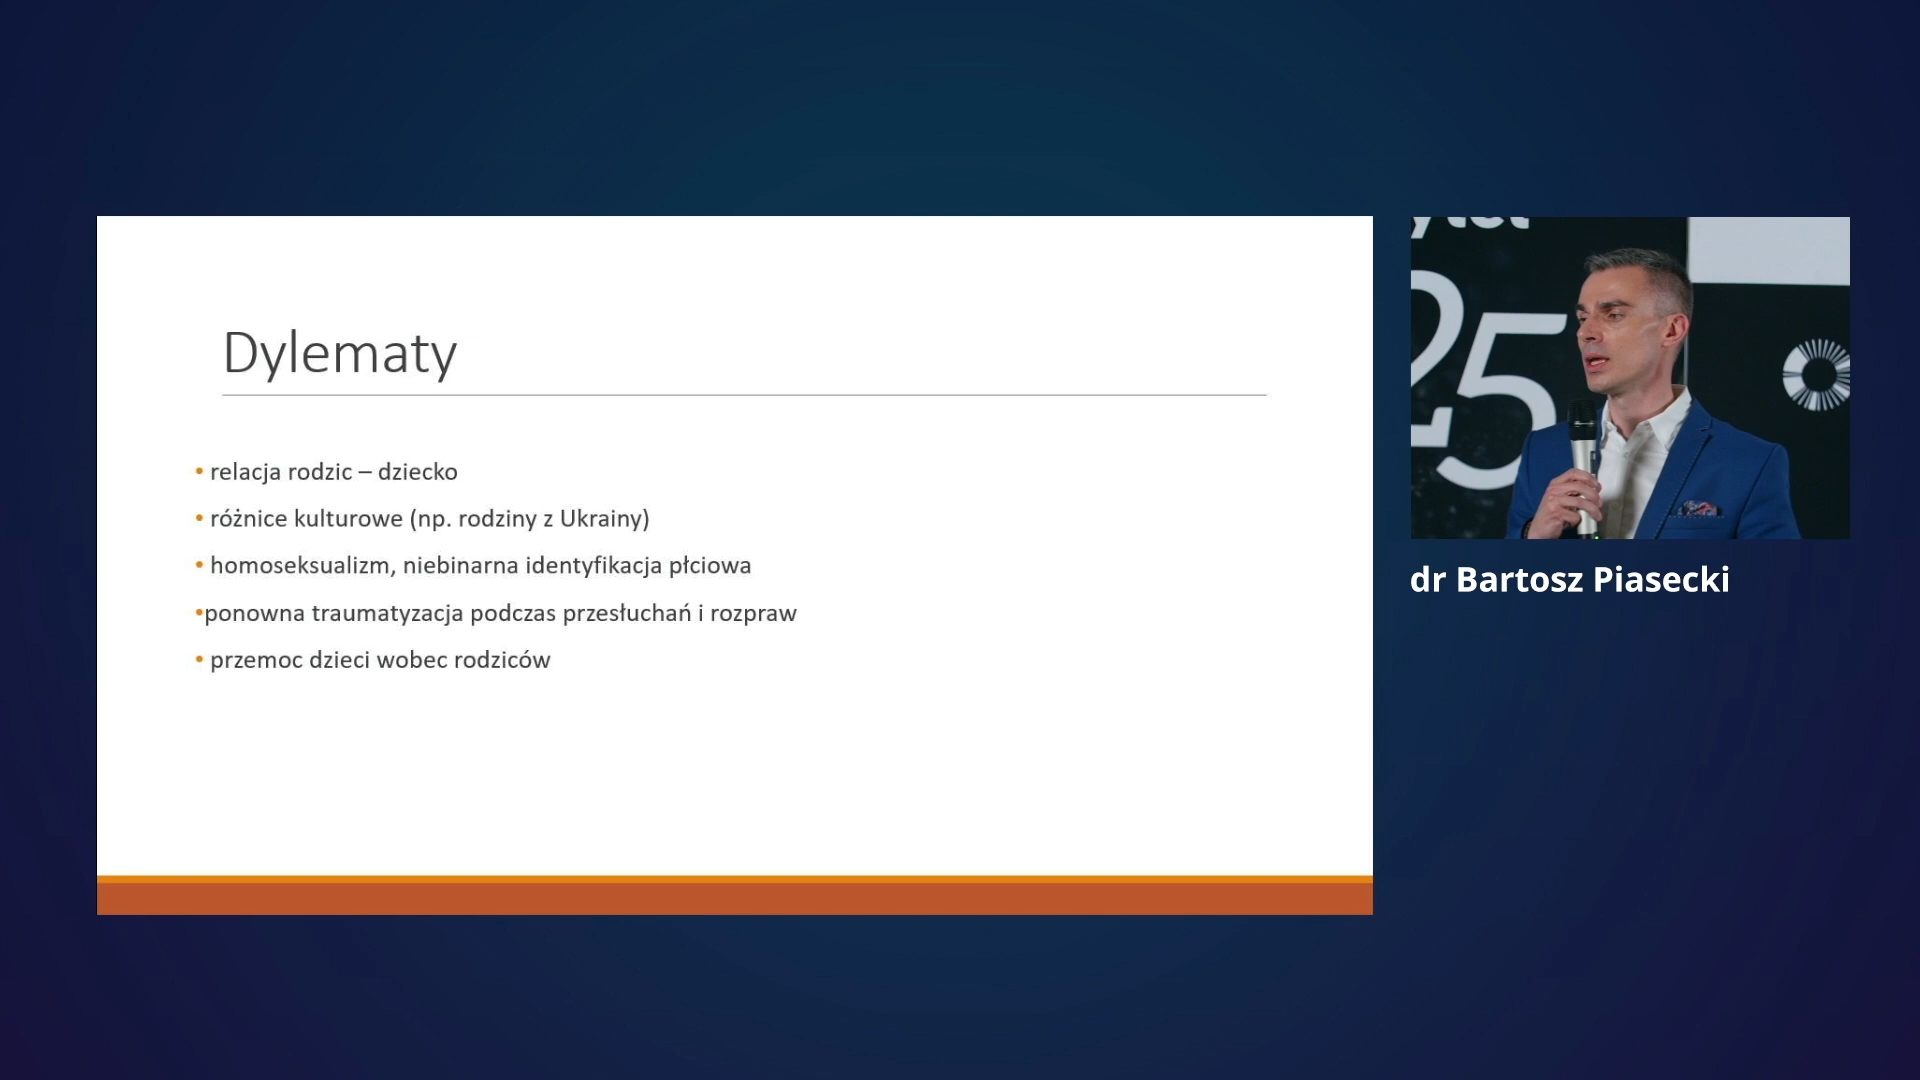 Dylematy
• relacja rodzic – dziecko
• różnice kulturowe (np. rodziny z Ukrainy)
• homoseksualizm, niebinarna identyfikacja płciowa
•ponowna traumatyzacja podczas przesłuchań i rozpraw
• przemoc dzieci wobec rodziców
25
dr Bartosz Piasecki